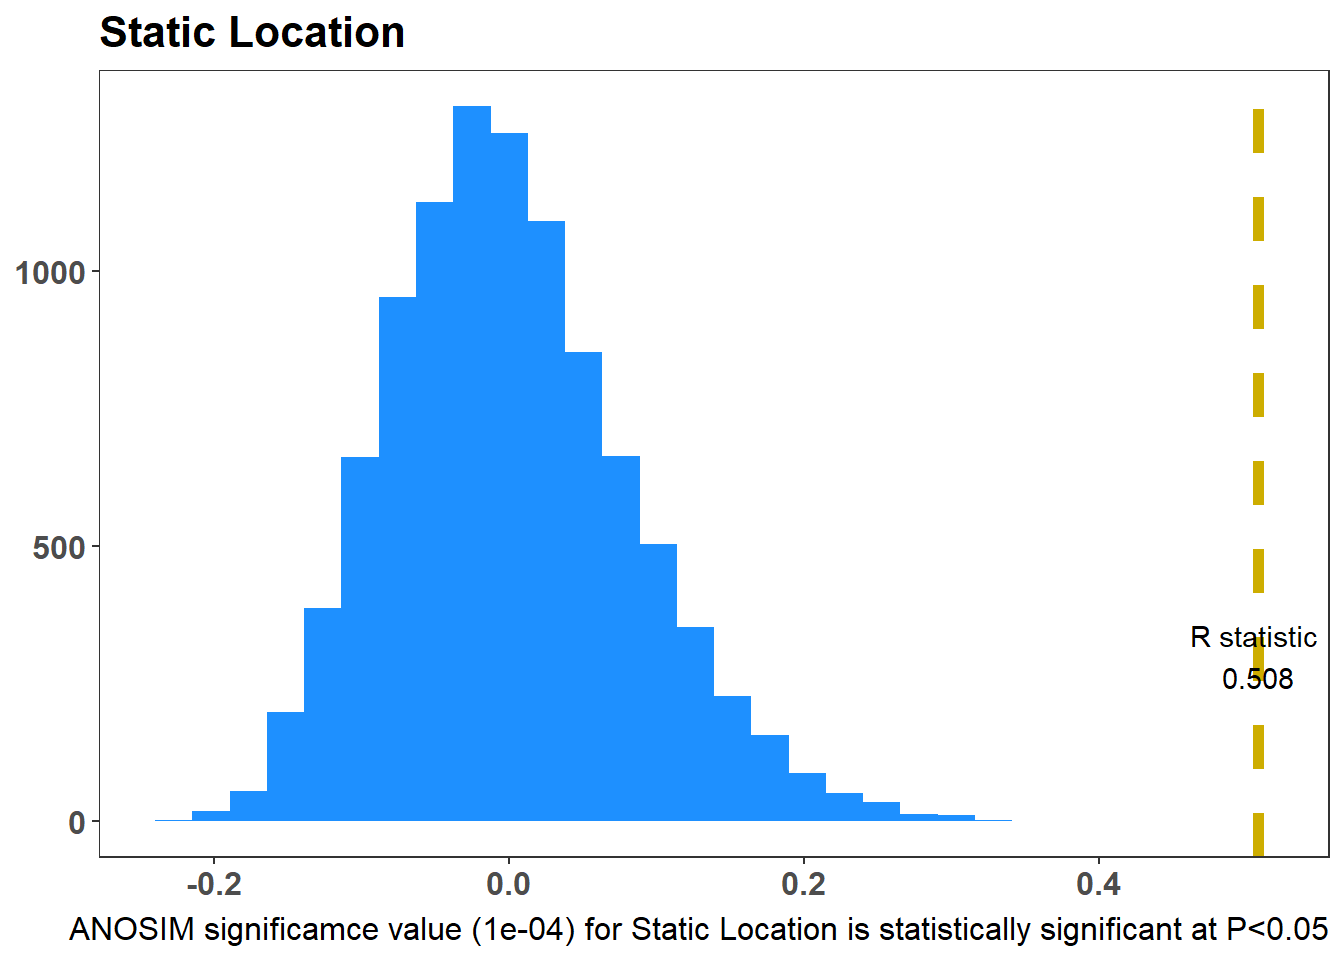 Static Location
1000
500
0
R statistic
0.508
-0.2 0.0 0.2 0.4
ANOSIM significamce value (1e-04) for Static Location is statistically significant at P<0.05